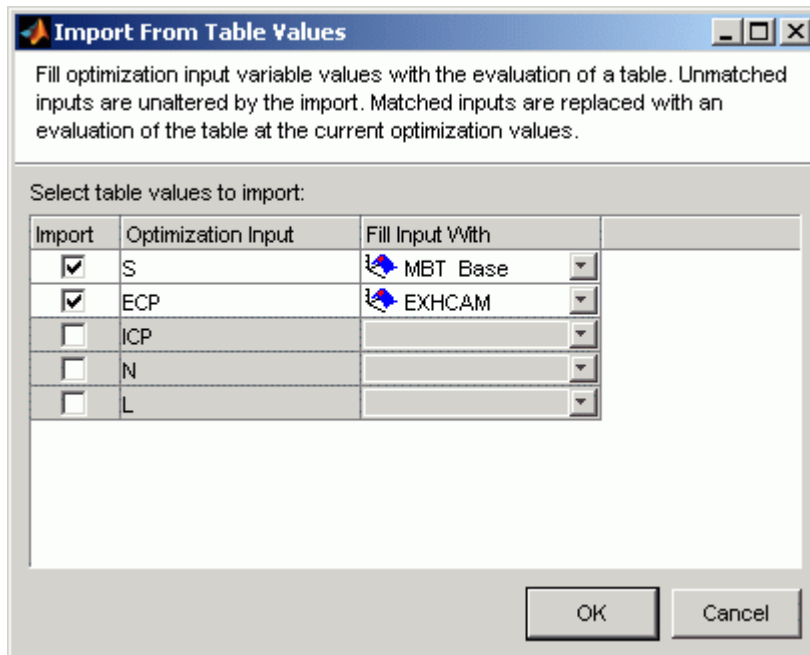 Import From Table Values
Fill optimization input variable values with the evaluation of a table. Unmatched
inputs are unaltered by the import. Matched inputs are replaced with an
evaluation of the table at the current optimization values.
Select table values to import:
Import Optimization Input Fill Input With
S MBT_Base
ECP EXHCAM
ICP
N
L
OK Cancel